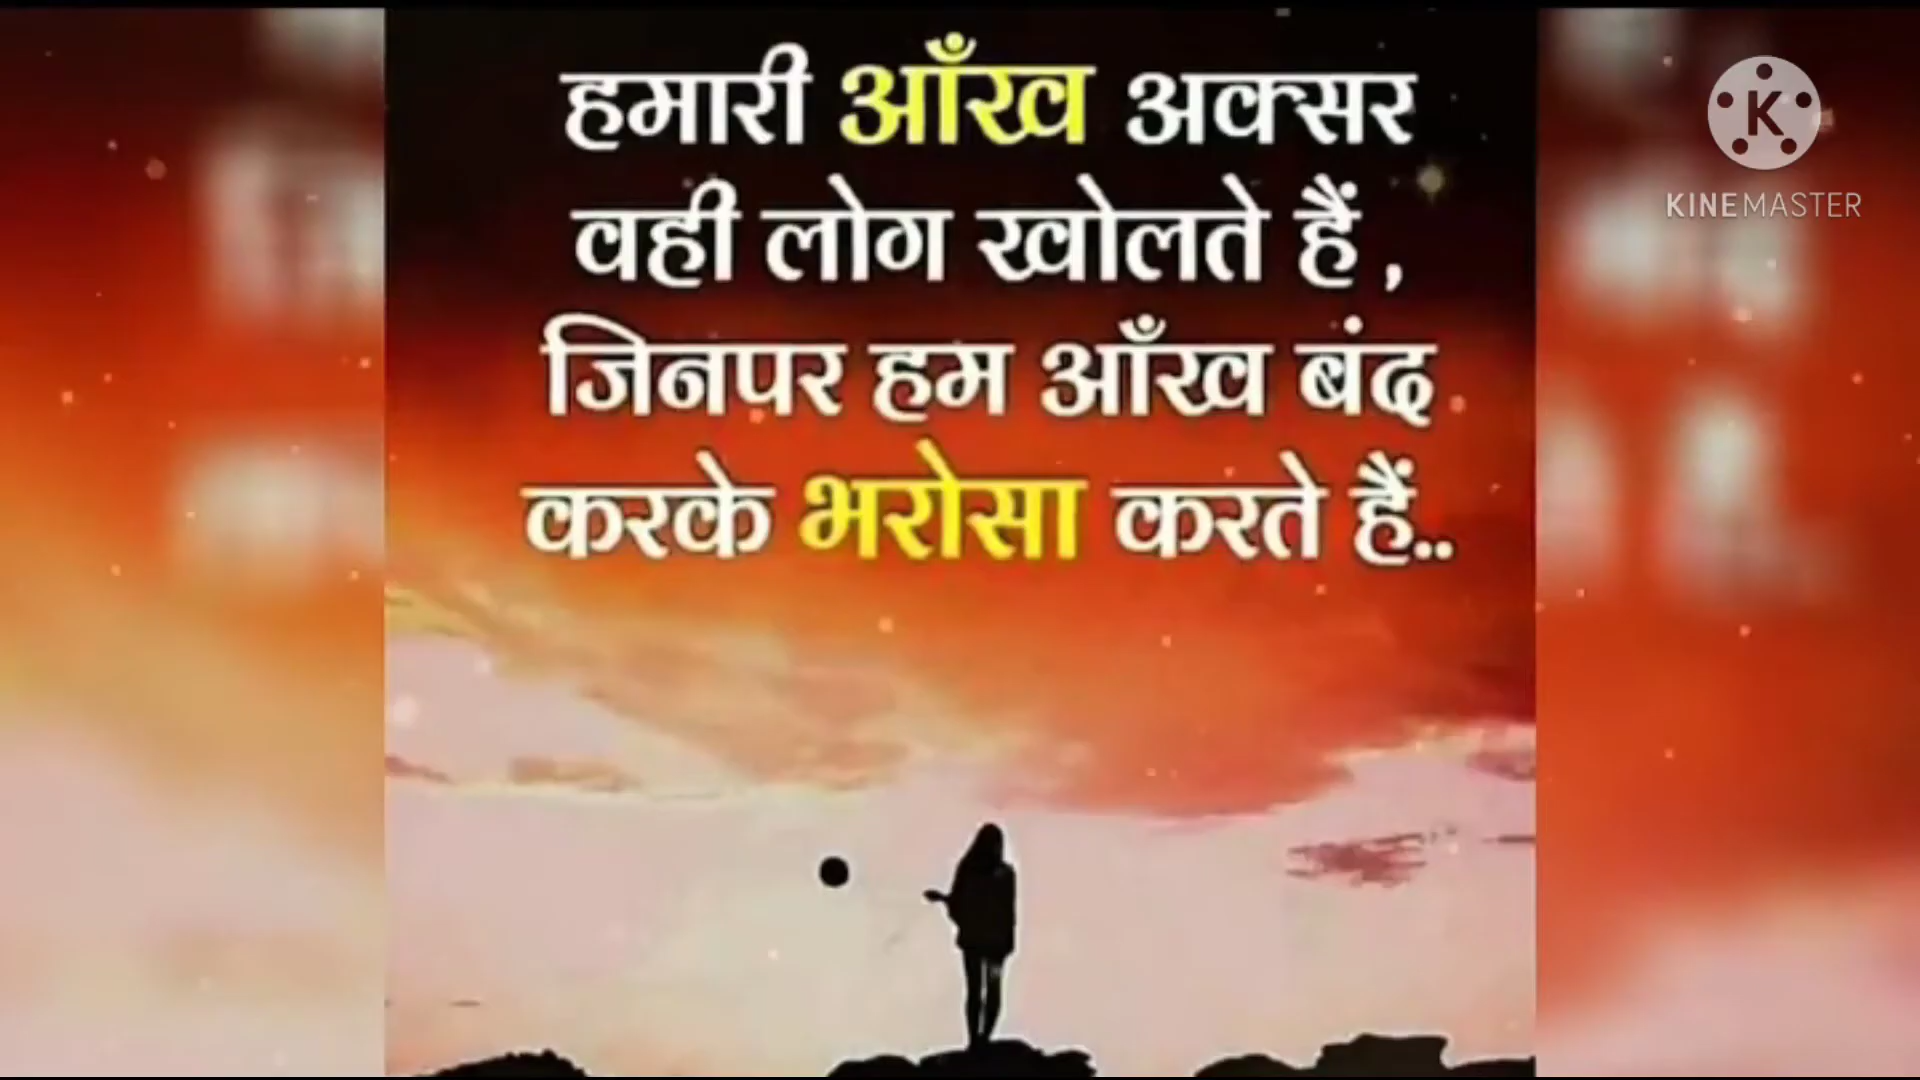 हमारी आँख अक्सर
वही लोग खोलते हैं ,
जिनपर हम आँख बंद
करके भरोसा करते हैं..
K
KINEMASTER